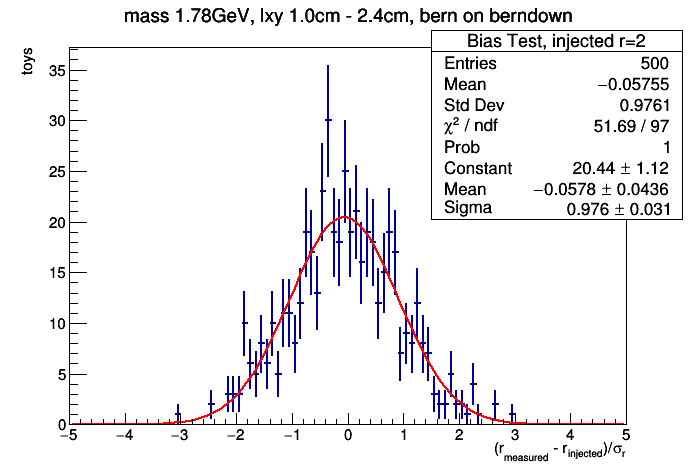 mass 1.78GeV, lxy 1.0cm - 2.4cm, bern on berndown
Bias Test, injected r=2
Entries 500
Mean −0.05755
Std Dev 0.9761
χ² / ndf 51.69 / 97
Prob 1
Constant 20.44 ± 1.12
Mean −0.0578 ± 0.0436
Sigma 0.976 ± 0.031
toys
35
30
25
20
15
10
5
0
−5 −4 −3 −2 −1 0 1 2 3 4 5
(r_measured - r_injected)/σ_r